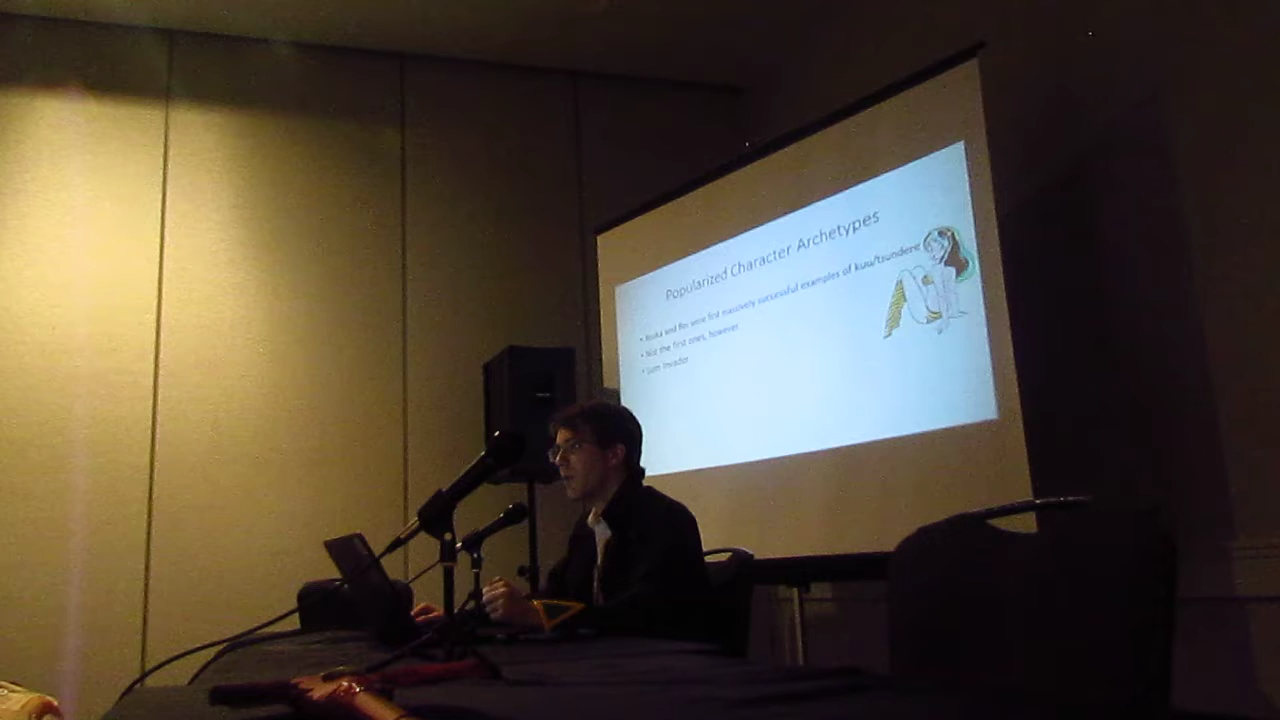 Popularized Character Archetypes
• Asuka and Rei were first massively successful examples of kuu/tsundere
• Not the first ones, however
• Lum Invader